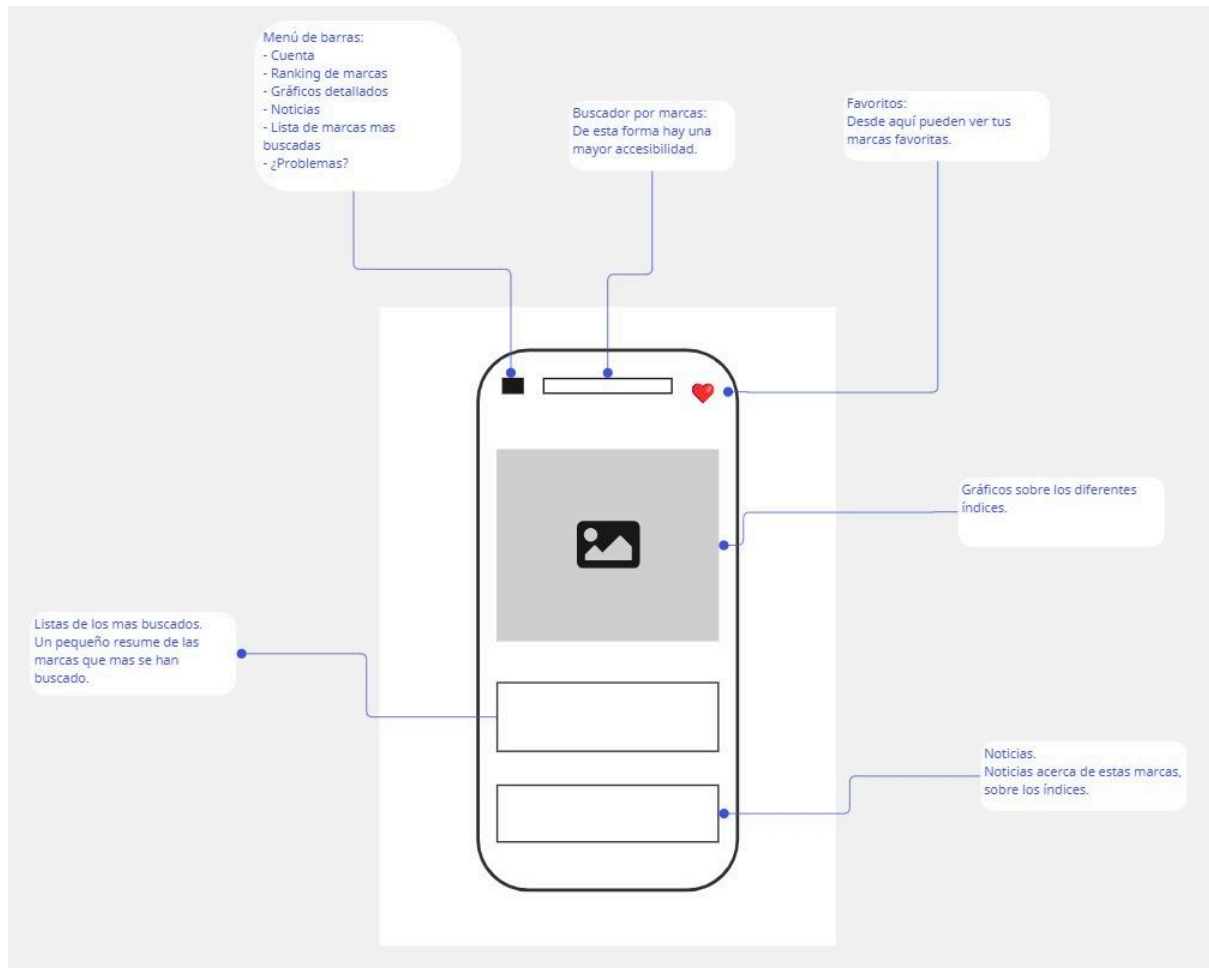 Menú de barras:
- Cuenta
- Ranking de marcas
- Gráficos detallados
- Noticias
- Lista de marcas mas
buscadas
- ¿Problemas?
Buscador por marcas:
De esta forma hay una
mayor accesibilidad.
Favoritos:
Desde aquí pueden ver tus
marcas favoritas.
Gráficos sobre los diferentes
índices.
Listas de los mas buscados.
Un pequeño resume de las
marcas que mas se han
buscado.
Noticias.
Noticias acerca de estas marcas,
sobre los índices.